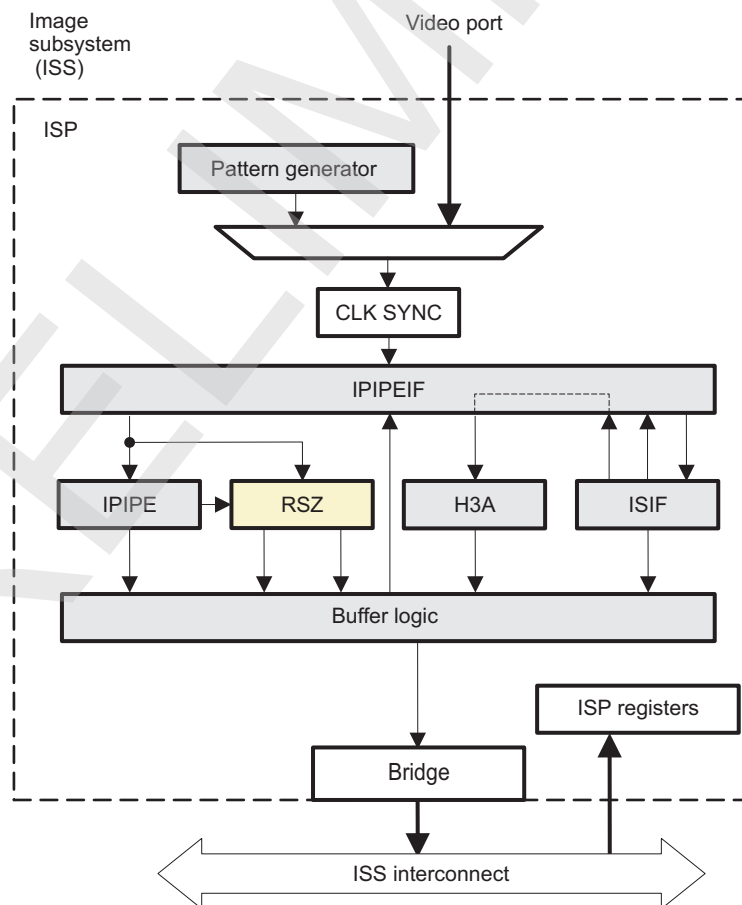 Image
subsystem
(ISS)
Video port
ISP
Pattern generator
CLK SYNC
IPIPEIF
IPIPE
RSZ
H3A
ISIF
Buffer logic
ISP registers
Bridge
ISS interconnect